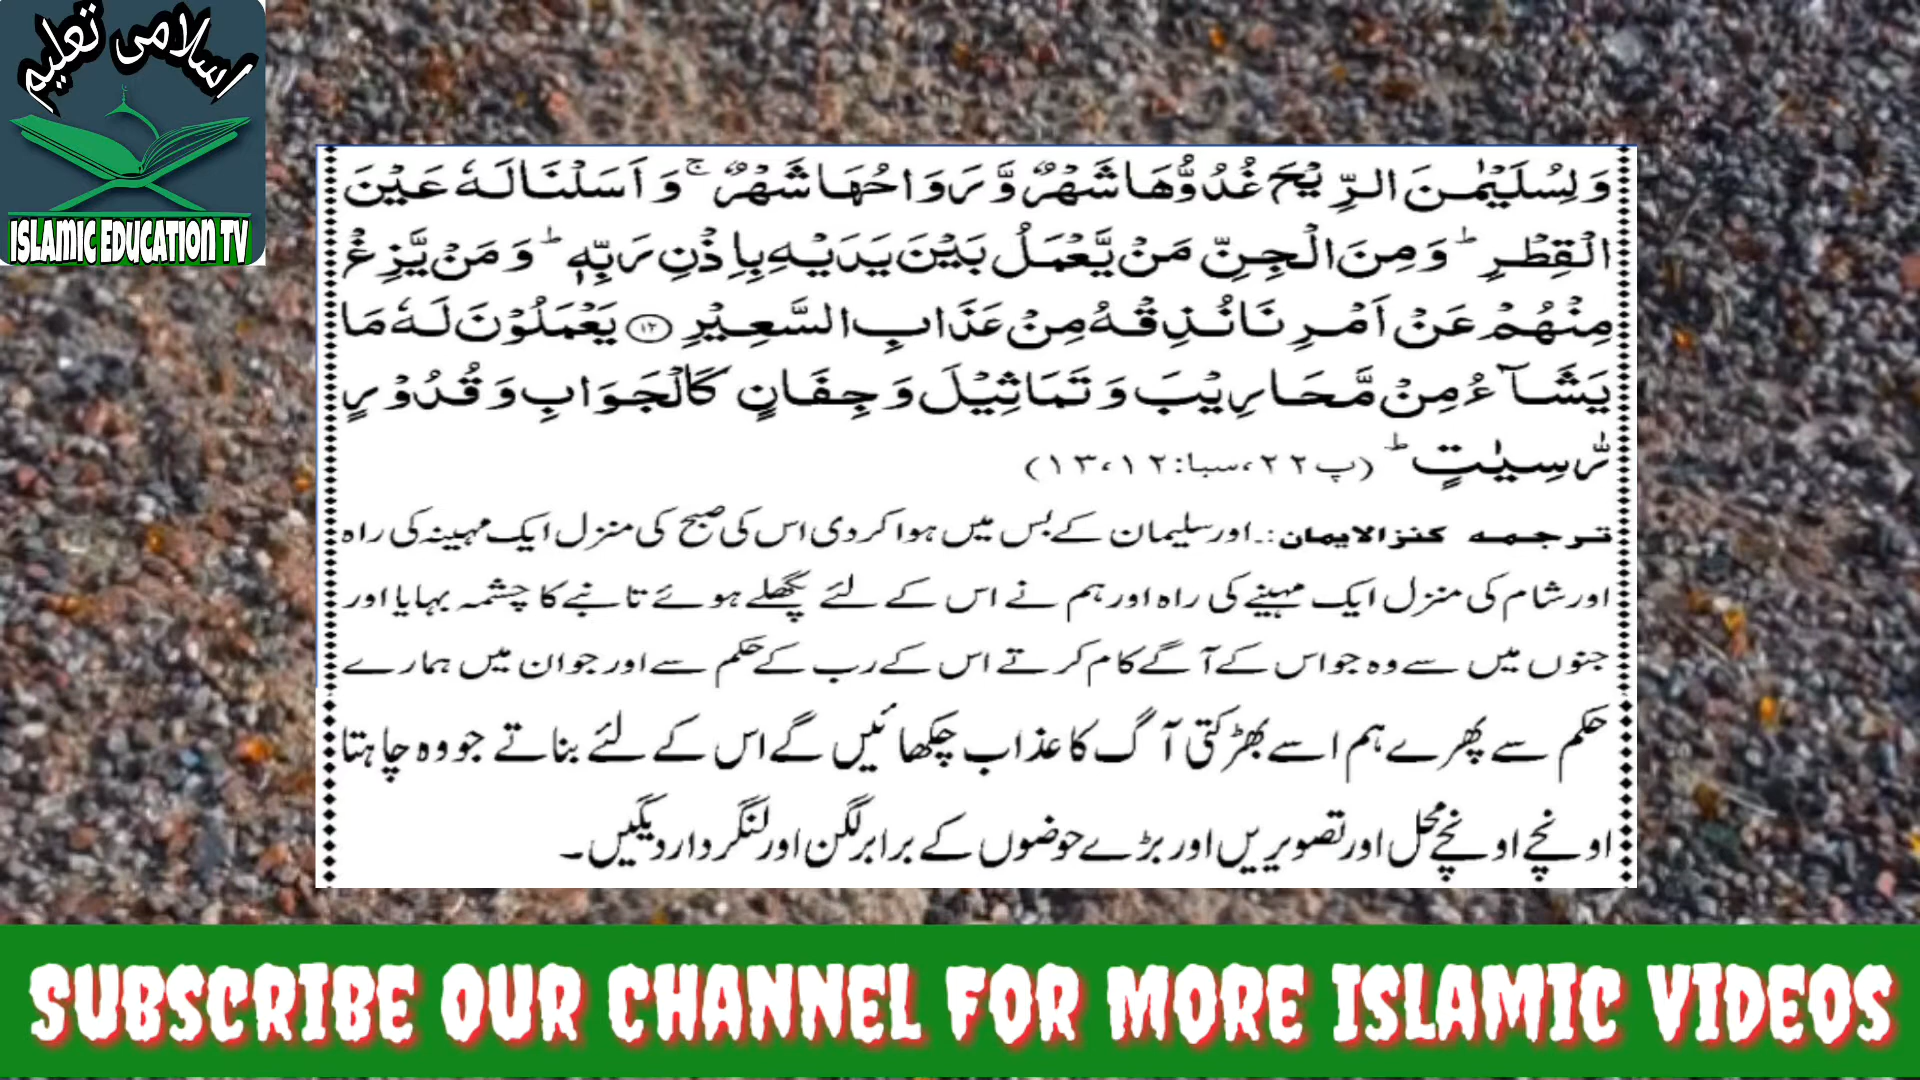 اسلامی تعلیم
ISLAMIC EDUCATION TV
وَ لِسُلَیْمٰنَ الرِّیْحَ غُدُوُّهَا شَهْرٌ وَّ رَوَاحُهَا شَهْرٌ ۚ وَ اَسَلْنَا لَهٗ عَیْنَ
الْقِطْرِ ؕ وَ مِنَ الْجِنِّ مَنْ یَّعْمَلُ بَیْنَ یَدَیْهِ بِاِذْنِ رَبِّهٖ ؕ وَ مَنْ یَّزِغْ
مِنْهُمْ عَنْ اَمْرِنَا نُذِقْهُ مِنْ عَذَابِ السَّعِیْرِ ﴿۱۲﴾ یَعْمَلُوْنَ لَهٗ مَا
یَشَآءُ مِنْ مَّحَارِیْبَ وَ تَمَاثِیْلَ وَ جِفَانٍ كَالْجَوَابِ وَ قُدُوْرٍ
رّٰسِیٰتٍ ؕ (پ۲۲،سبا:۱۲،۱۳)
ترجمہ کنزالایمان:۔ اور سلیمان کے بس میں ہوا کردی اس کی صبح کی منزل ایک مہینہ کی راہ
اور شام کی منزل ایک مہینے کی راہ اور ہم نے اس کے لئے پگھلے ہوئے تانبے کا چشمہ بہایا اور
جنوں میں سے وہ جو اس کے آگے کام کرتے اس کے رب کے حکم سے اور جو ان میں ہمارے
حکم سے پھرے ہم اسے بھڑکتی آگ کا عذاب چکھائیں گے اس کے لئے بناتے جو وہ چاہتا
اونچے اونچے محل اور تصویریں اور بڑے حوضوں کے برابر لگن اور لنگردار دیگیں۔
SUBSCRIBE OUR CHANNEL FOR MORE ISLAMIC VIDEOS